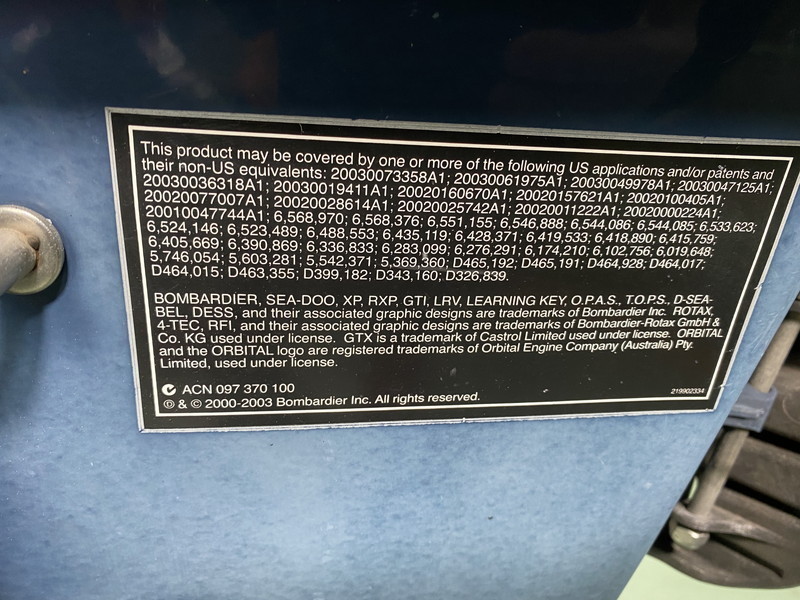 This product may be covered by one or more of the following US applications and/or patents and
their non-US equivalents: 20030073358A1; 20030061975A1; 20030049978A1; 20030047125A1;
20030036318A1; 20030019411A1; 20020160670A1; 20020157621A1; 20020100405A1;
20020077007A1; 20020028614A1; 20020025742A1; 20020011222A1; 20020000224A1;
20010047744A1; 6,568,970; 6,568,376; 6,551,155; 6,546,888; 6,544,086; 6,544,085; 6,533,623;
6,524,146; 6,523,489; 6,488,553; 6,435,119; 6,428,371; 6,419,533; 6,418,890; 6,415,759;
6,405,669; 6,390,869; 6,336,833; 6,283,099; 6,276,291; 6,174,210; 6,102,756; 6,019,648;
5,746,054; 5,603,281; 5,542,371; 5,369,360; D465,192; D465,191; D464,928; D464,017;
D464,015; D463,355; D399,182; D343,160; D326,839.
BOMBARDIER, SEA-DOO, XP, RXP, GTI, LRV, LEARNING KEY, O.P.A.S., T.O.P.S., D-SEA-
BEL, DESS, and their associated graphic designs are trademarks of Bombardier Inc. ROTAX,
4-TEC, RFI, and their associated graphic designs are trademarks of Bombardier-Rotax GmbH &
Co. KG used under license. GTX is a trademark of Castrol Limited used under license. ORBITAL
and the ORBITAL logo are registered trademarks of Orbital Engine Company (Australia) Pty.
Limited, used under license.
ACN 097 370 100
℗ & © 2000-2003 Bombardier Inc. All rights reserved.
219902334